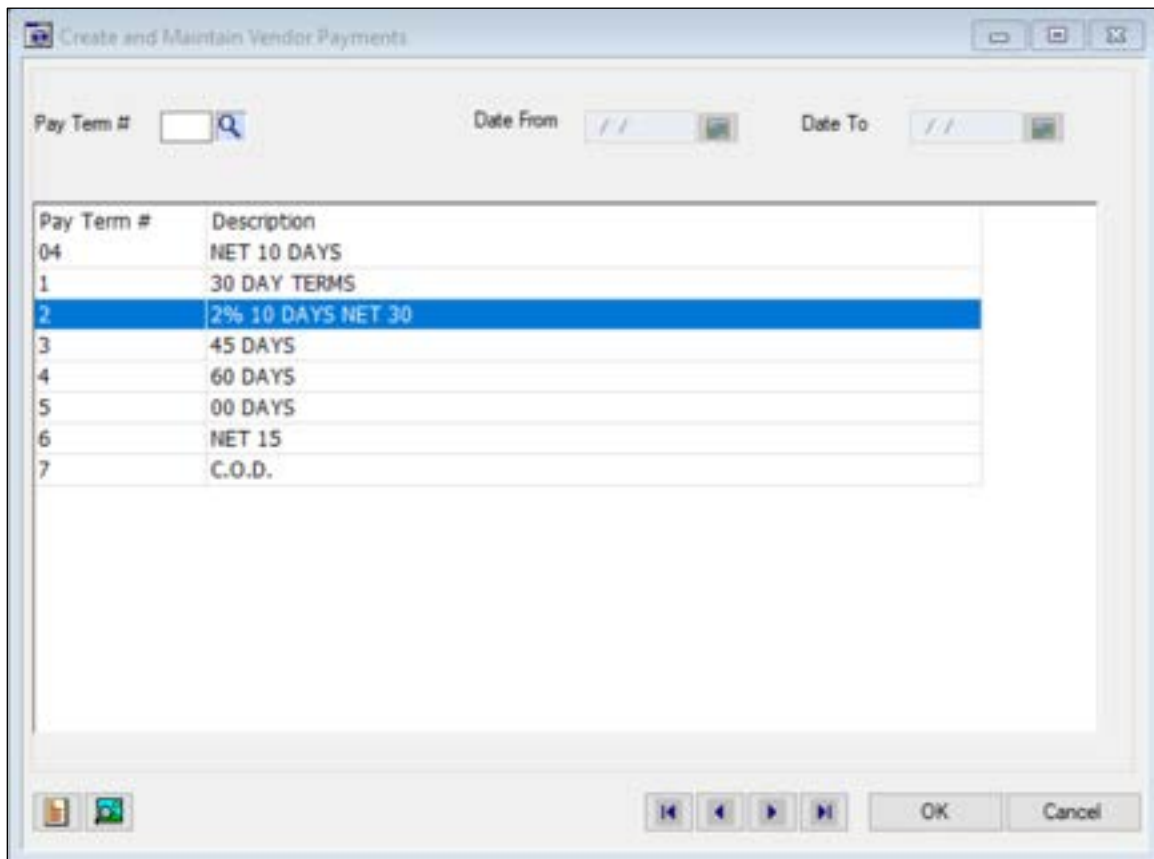 Create and Maintain Vendor Payments
Pay Term # Date From / / Date To / /
Pay Term # Description
04 NET 10 DAYS
1 30 DAY TERMS
2 2% 10 DAYS NET 30
3 45 DAYS
4 60 DAYS
5 00 DAYS
6 NET 15
7 C.O.D.
OK Cancel